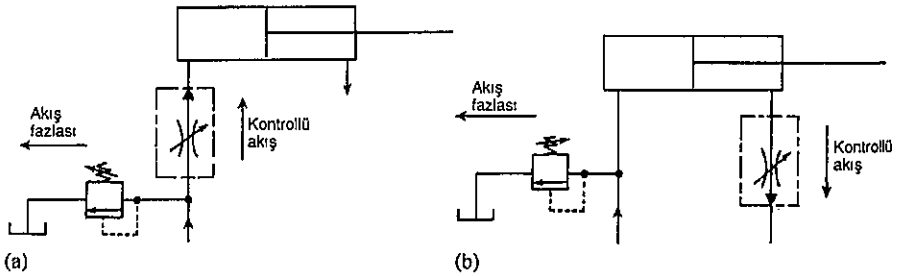 Akış
fazlası
Kontrollü
akış
(a)
Akış
fazlası
Kontrollü
akış
(b)